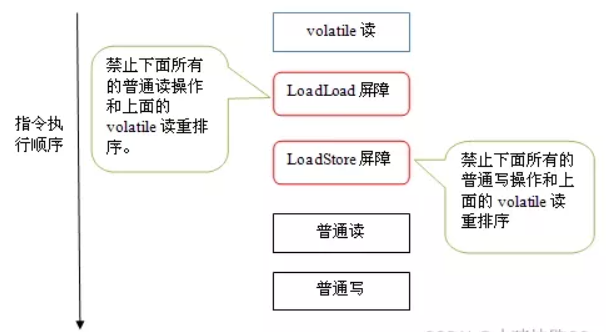 volatile 读
禁止下面所有
的普通读操作
和上面的
volatile 读重排
序。
LoadLoad 屏障
指令执
行顺序
LoadStore 屏障
禁止下面所有的
普通写操作和上
面的 volatile 读
重排序
普通读
普通写